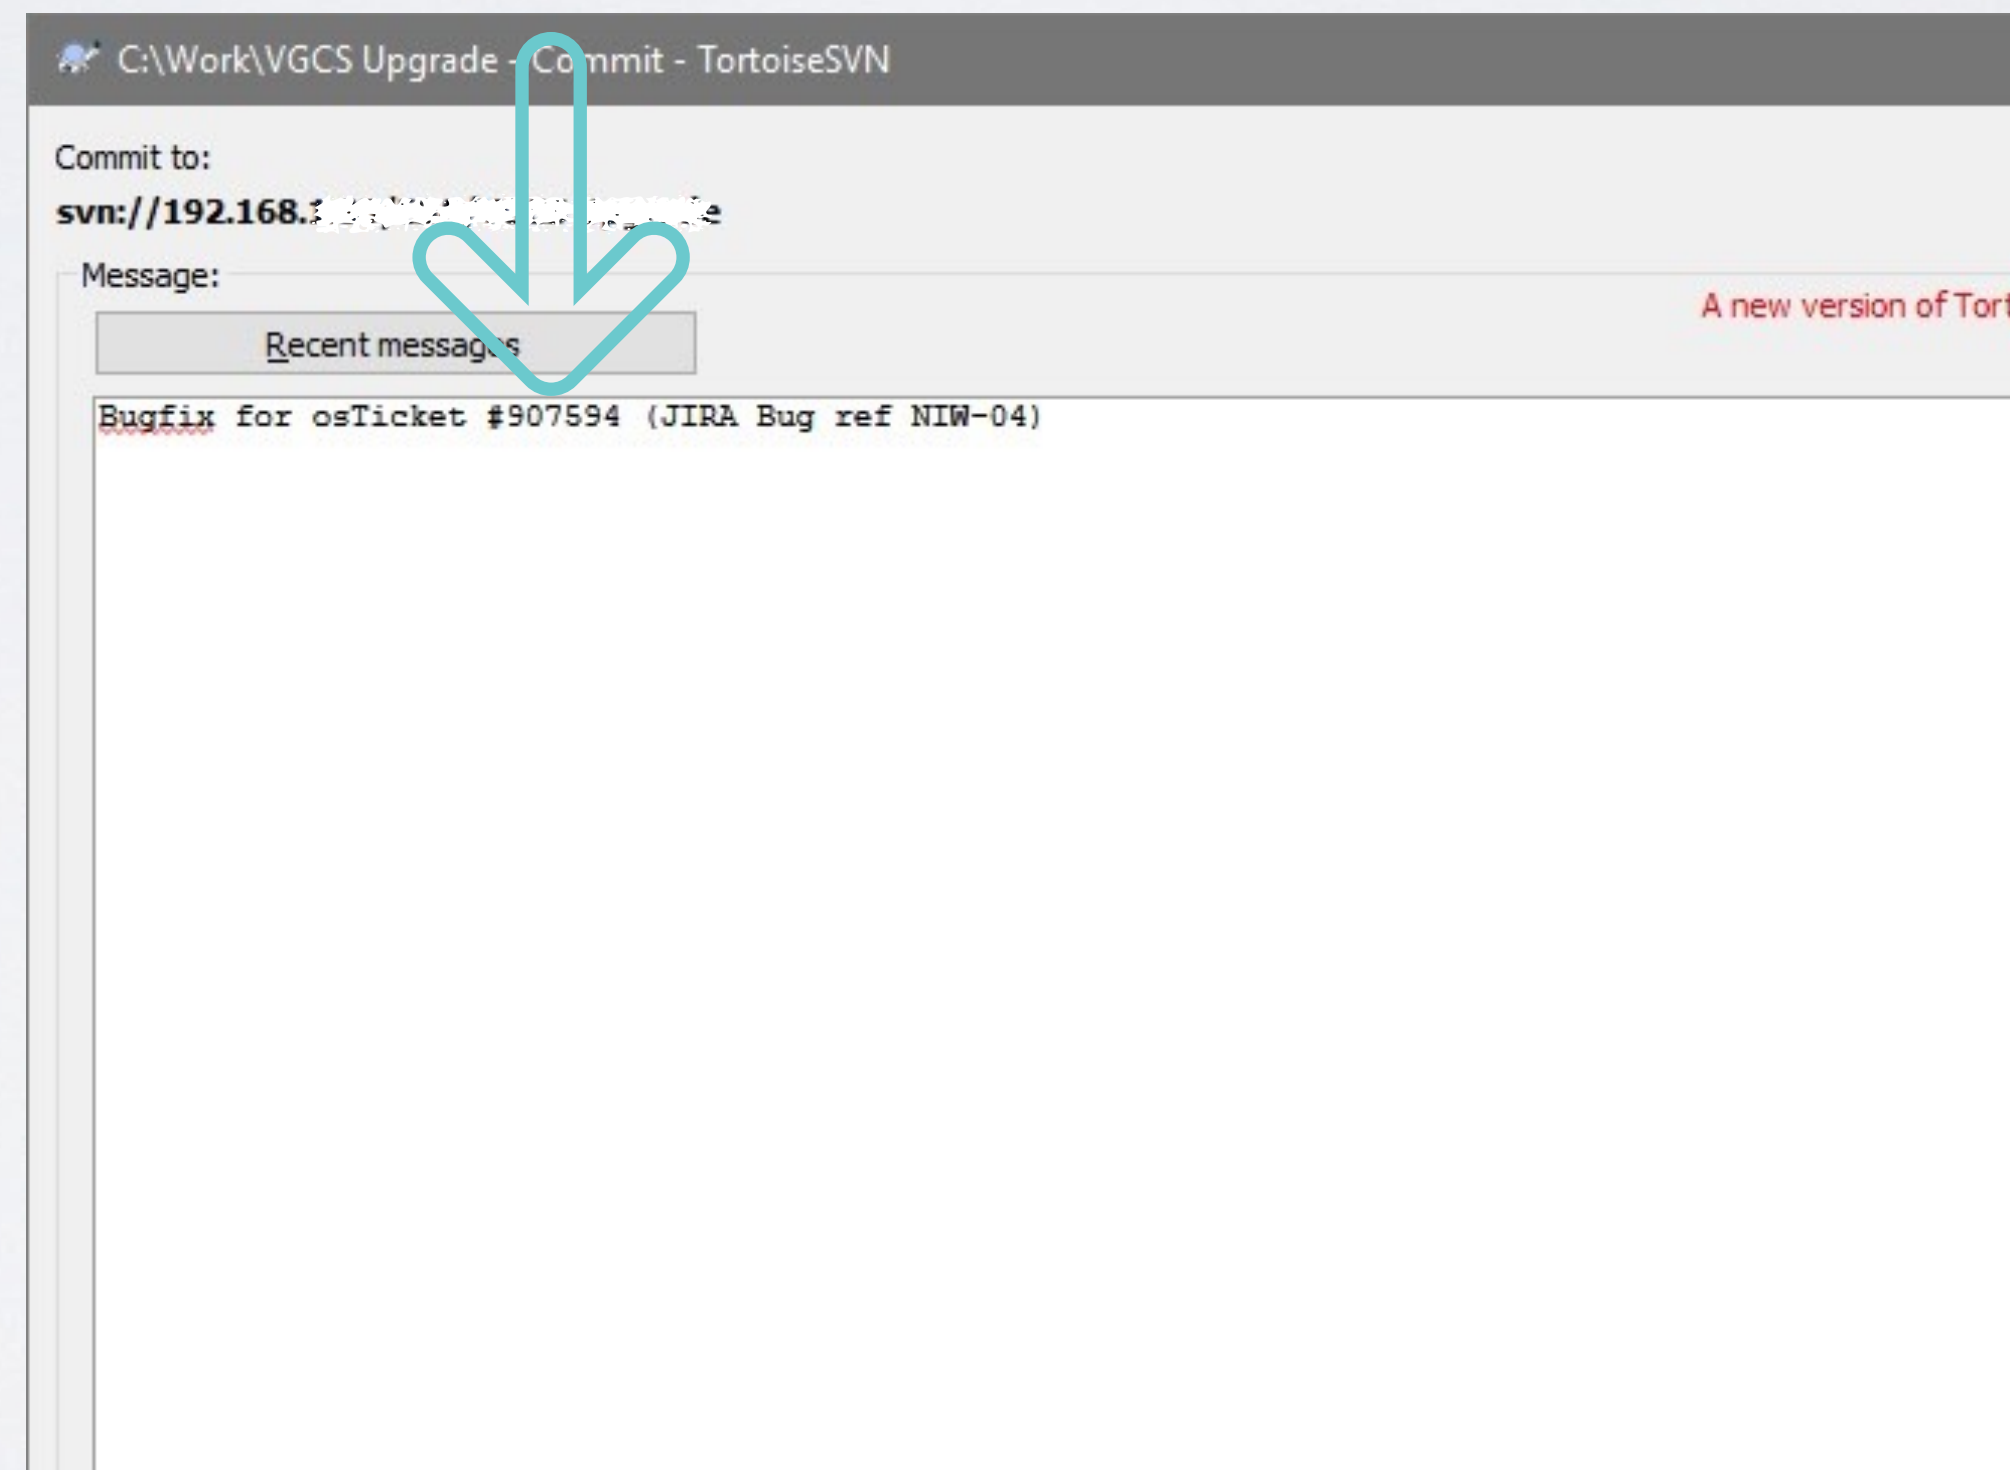 C:\Work\VGCS Upgrade - Commit - TortoiseSVN
Commit to:
svn://192.168.
Message:
A new version of Tort
Recent messages
Bugfix for osTicket #907594 (JIRA Bug ref NIW-04)